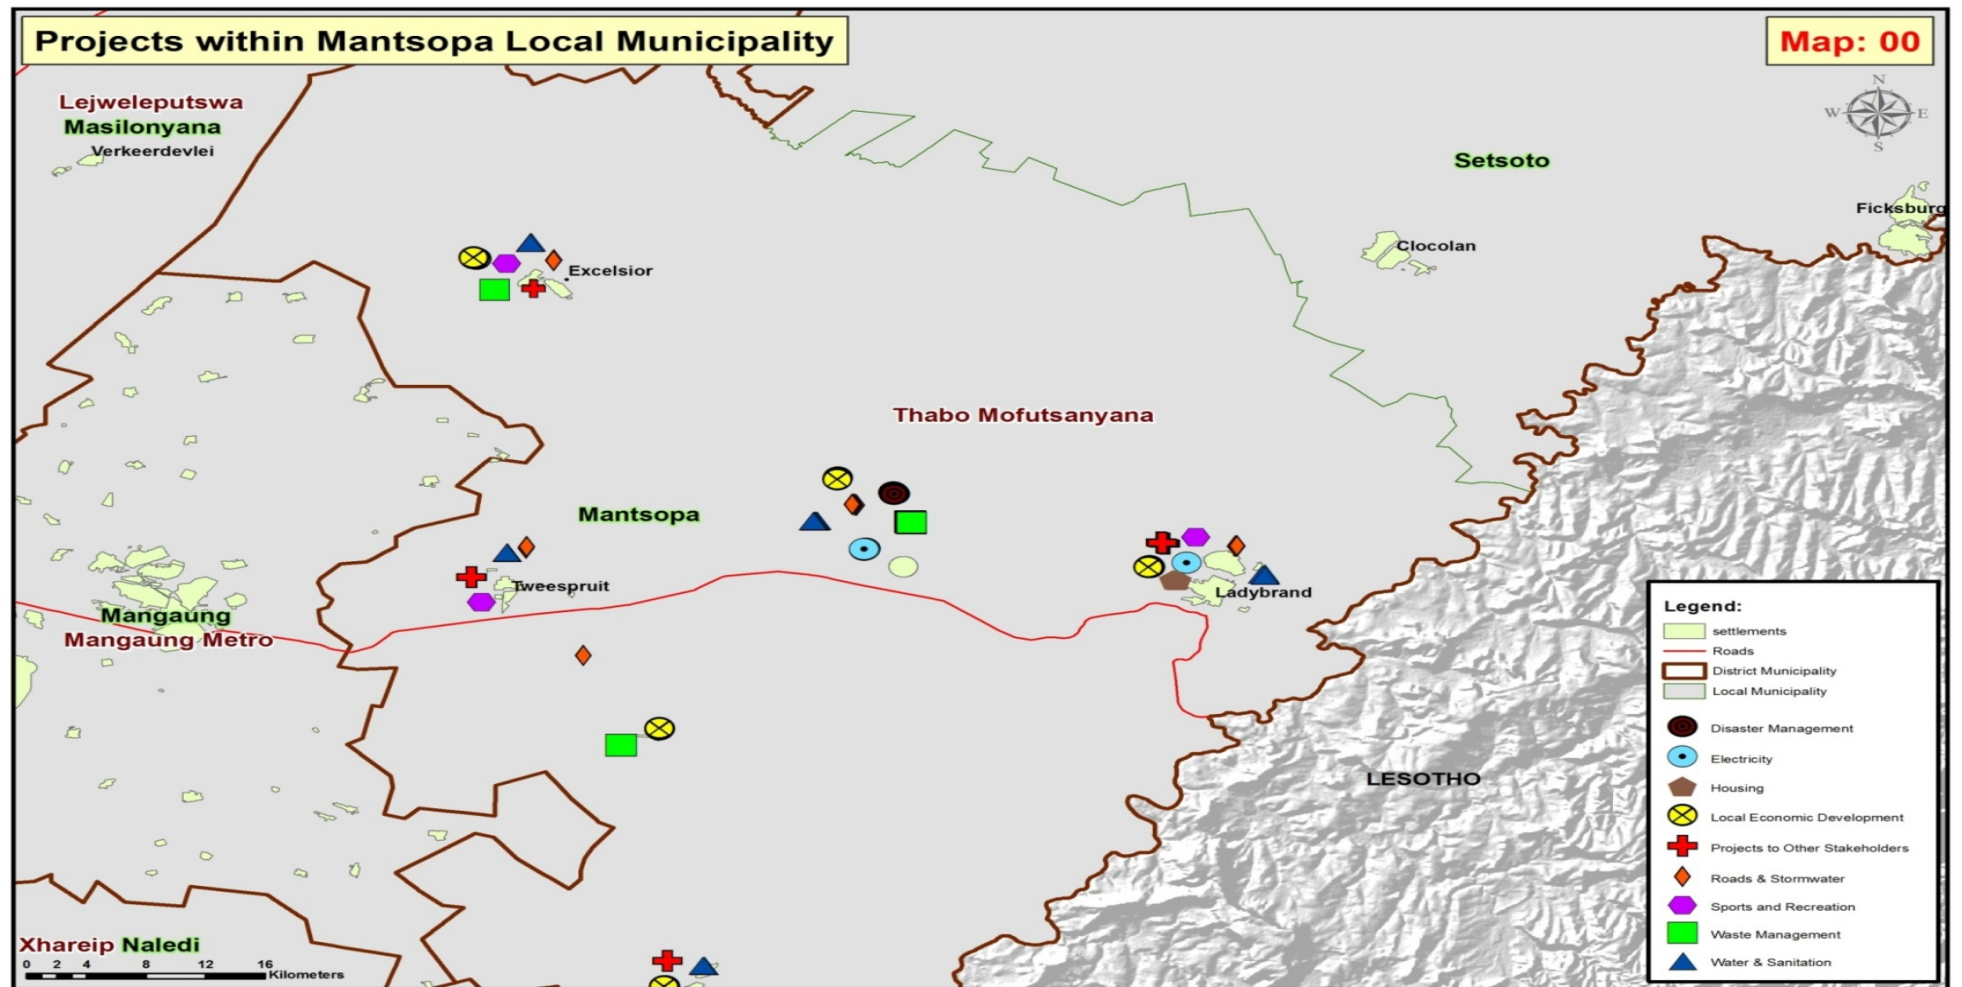 Projects within Mantsopa Local Municipality
Map: 00
N
W E
S
Lejweleputswa
Masilonyana
Verkeerdevlei
Setsoto
Ficksburg
Clocolan
Excelsior
Thabo Mofutsanyana
Mantsopa
Tweespruit
Ladybrand
Mangaung
Mangaung Metro
LESOTHO
Xhareip Naledi
0 2 4 8 12 16
Kilometers
Legend:
settlements
Roads
District Municipality
Local Municipality
Disaster Management
Electricity
Housing
Local Economic Development
Projects to Other Stakeholders
Roads & Stormwater
Sports and Recreation
Waste Management
Water & Sanitation